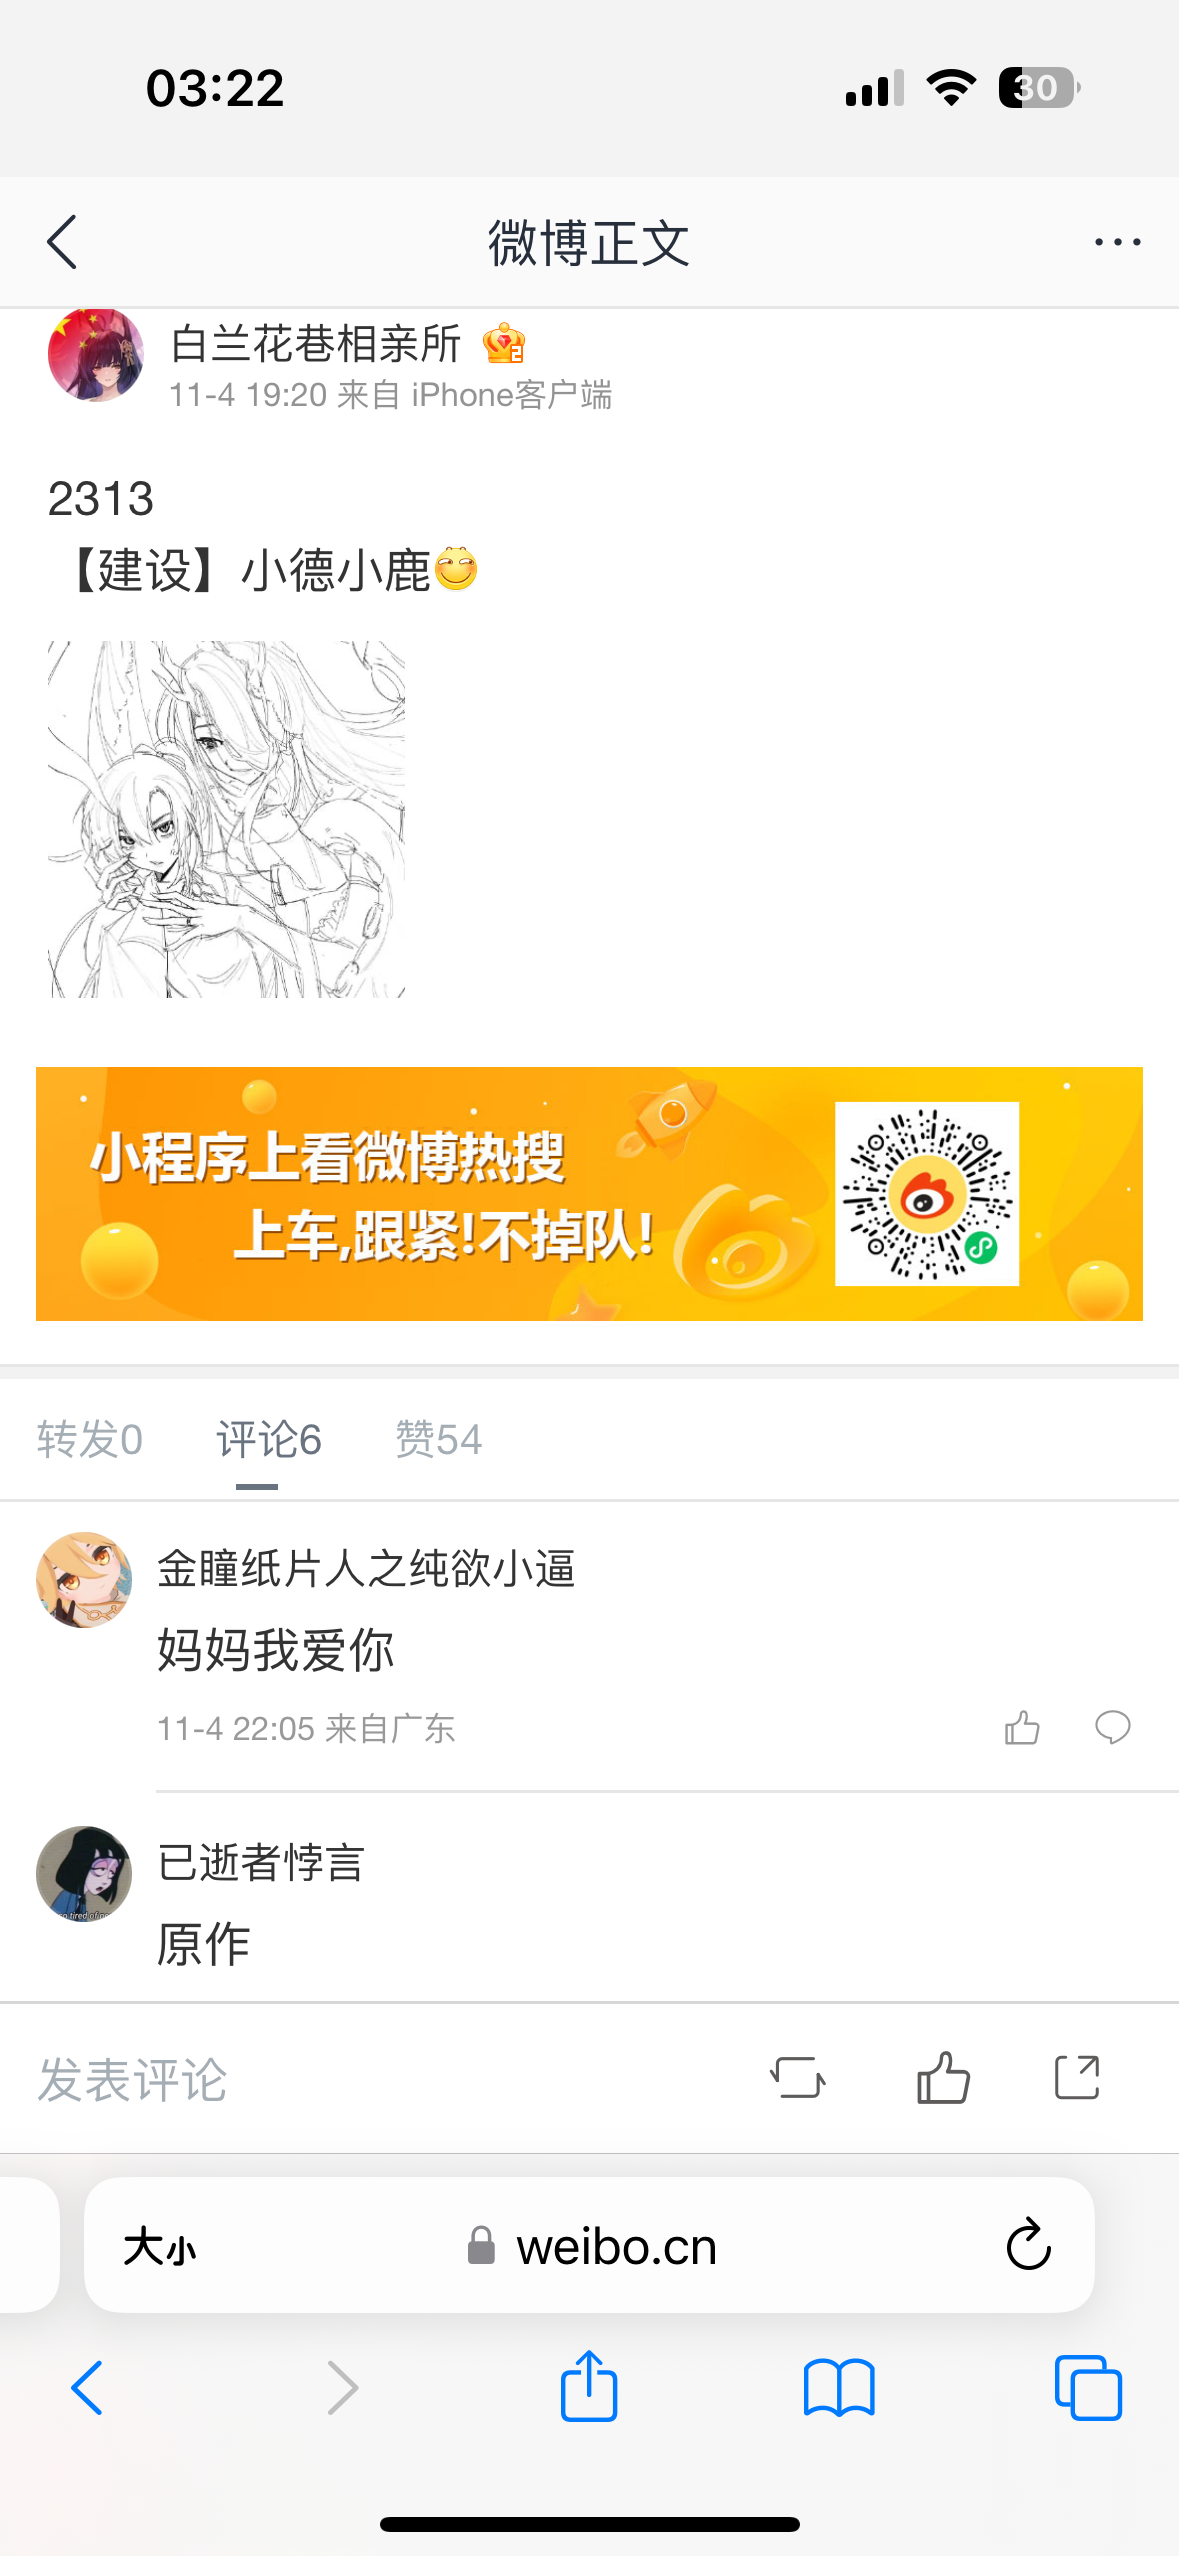 03:22
30
微博正文
白兰花巷相亲所
2
11-4 19:20 来自 iPhone客户端
2313
【建设】小德小鹿
小程序上看微博热搜
上车,跟紧!不掉队!
转发0 评论6 赞54
金瞳纸片人之纯欲小逼
妈妈我爱你
11-4 22:05 来自广东
已逝者悖言
tired of
原作
发表评论
大小 weibo.cn